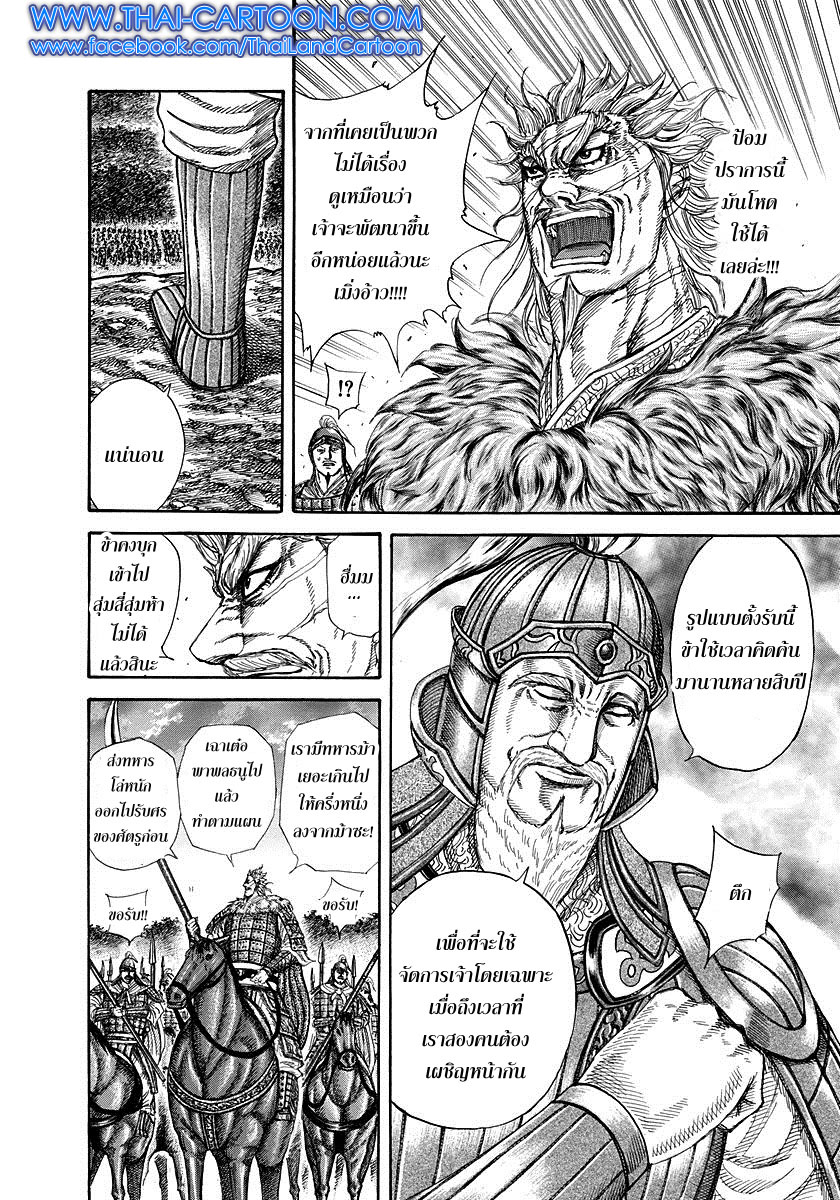 WWW.THAI-CARTOON.COM
www.facebook.com/ThaiLandCartoon
ป้อม
ปราการนี้
มันโหด
ใช้ได้
เลยล่ะ!!!
จากที่เคยเป็นพวก
ไม่ได้เรื่อง
ดูเหมือนว่า
เจ้าจะพัฒนาขึ้น
อีกหน่อยแล้วนะ
เมิ่งอ้าว!!!!
!?
แน่นอน
รูปแบบตั้งรับนี้
ข้าใช้เวลาคิดค้น
มานานหลายสิบปี
ตึก
เพื่อที่จะใช้
จัดการเจ้าโดยเฉพาะ
เมื่อถึงเวลาที่
เราสองคนต้อง
เผชิญหน้ากัน
ฮึ่มม
...
ข้าคงบุก
เข้าไป
สุ่มสี่สุ่มห้า
ไม่ได้
แล้วสินะ
เรามีทหารม้า
เยอะเกินไป
ให้ครึ่งหนึ่ง
ลงจากม้าซะ!
ขอรับ!
เฉาเต๋อ
พาพลธนูไป
แล้ว
ทำตามแผน
ส่งทหาร
โล่หนัก
ออกไปรับศร
ของศัตรูก่อน
ขอรับ!!